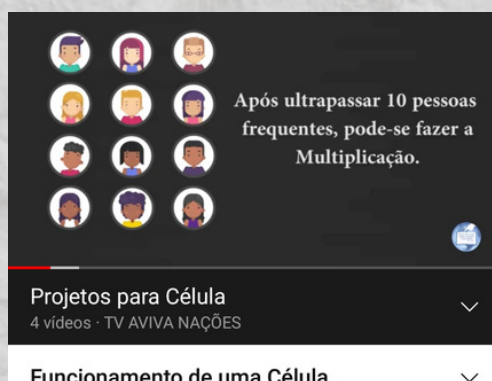 Após ultrapassar 10 pessoas
frequentes, pode-se fazer a
Multiplicação.
Projetos para Célula
4 vídeos · TV AVIVA NAÇÕES
Funcionamento de uma Célula